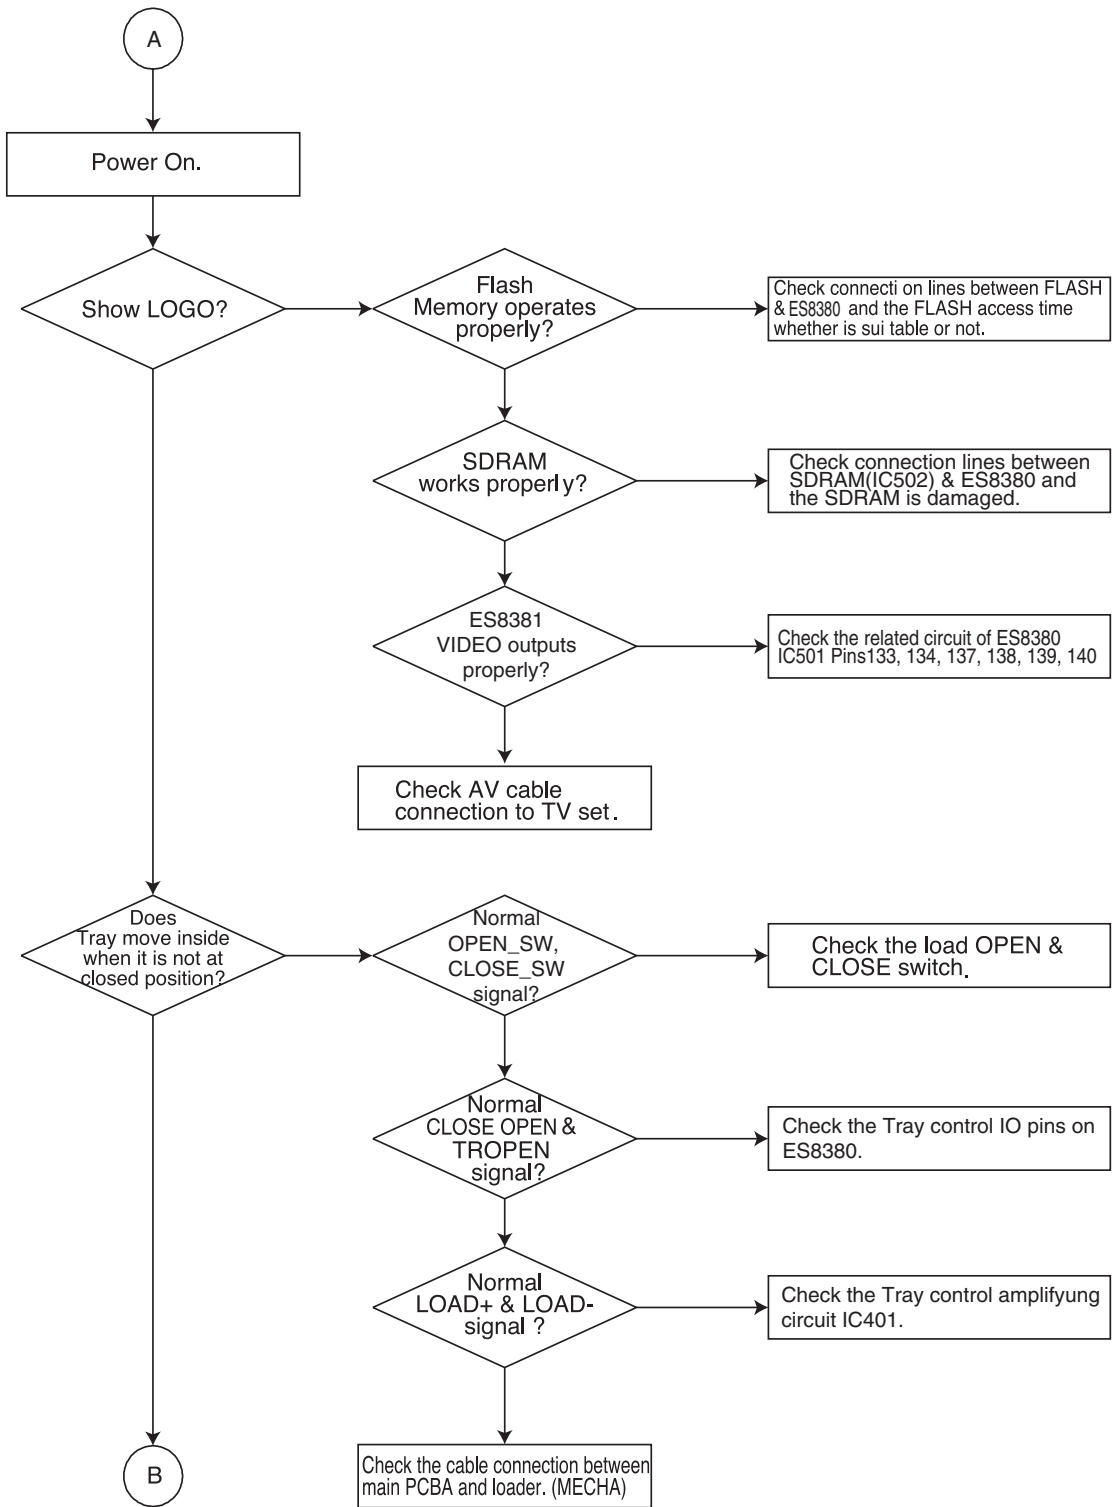 A
Power On.
Show LOGO?
Flash
Memory operates
properly?
Check connecti on lines between FLASH
& ES8380 and the FLASH access time
whether is sui table or not.
SDRAM
works properly?
Check connection lines between
SDRAM(IC502) & ES8380 and
the SDRAM is damaged.
ES8381
VIDEO outputs
properly?
Check the related circuit of ES8380
IC501 Pins133, 134, 137, 138, 139, 140
Check AV cable
connection to TV set.
Does
Tray move inside
when it is not at
closed position?
Normal
OPEN_SW,
CLOSE_SW
signal?
Check the load OPEN &
CLOSE switch.
Normal
CLOSE OPEN &
TROPEN
signal?
Check the Tray control IO pins on
ES8380.
Normal
LOAD+ & LOAD-
signal ?
Check the Tray control amplifyung
circuit IC401.
B
Check the cable connection between
main PCBA and loader. (MECHA)